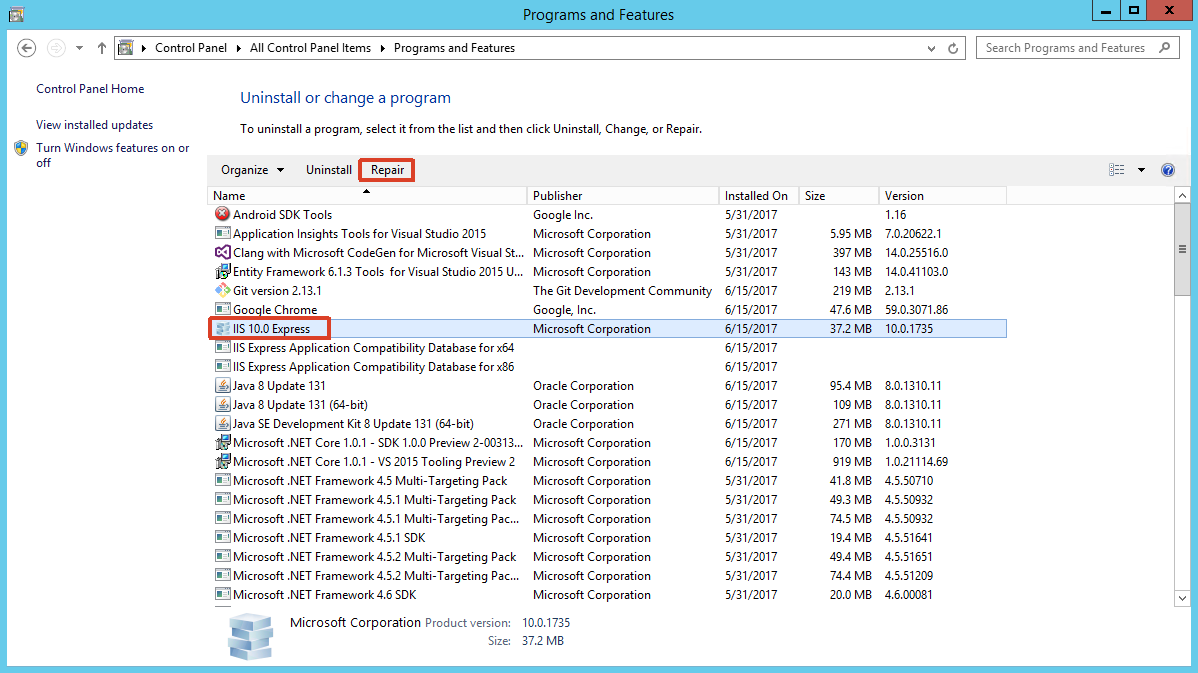 Programs and Features
Control Panel All Control Panel Items Programs and Features
Search Programs and Features
Control Panel Home
View installed updates
Turn Windows features on or
off
Uninstall or change a program
To uninstall a program, select it from the list and then click Uninstall, Change, or Repair.
Organize Uninstall Repair
Name Publisher Installed On Size Version
Android SDK Tools Google Inc. 5/31/2017 1.16
Application Insights Tools for Visual Studio 2015 Microsoft Corporation 5/31/2017 5.95 MB 7.0.20622.1
Clang with Microsoft CodeGen for Microsoft Visual St... Microsoft Corporation 5/31/2017 397 MB 14.0.25516.0
Entity Framework 6.1.3 Tools for Visual Studio 2015 U... Microsoft Corporation 5/31/2017 143 MB 14.0.41103.0
Git version 2.13.1 The Git Development Community 6/15/2017 219 MB 2.13.1
Google Chrome Google, Inc. 6/15/2017 47.6 MB 59.0.3071.86
IIS 10.0 Express Microsoft Corporation 6/15/2017 37.2 MB 10.0.1735
IIS Express Application Compatibility Database for x64 6/15/2017
IIS Express Application Compatibility Database for x86 6/15/2017
Java 8 Update 131 Oracle Corporation 6/15/2017 95.4 MB 8.0.1310.11
Java 8 Update 131 (64-bit) Oracle Corporation 6/15/2017 109 MB 8.0.1310.11
Java SE Development Kit 8 Update 131 (64-bit) Oracle Corporation 6/15/2017 271 MB 8.0.1310.11
Microsoft .NET Core 1.0.1 - SDK 1.0.0 Preview 2-00313... Microsoft Corporation 6/15/2017 170 MB 1.0.0.3131
Microsoft .NET Core 1.0.1 - VS 2015 Tooling Preview 2 Microsoft Corporation 6/15/2017 919 MB 1.0.21114.69
Microsoft .NET Framework 4.5 Multi-Targeting Pack Microsoft Corporation 5/31/2017 41.8 MB 4.5.50710
Microsoft .NET Framework 4.5.1 Multi-Targeting Pack Microsoft Corporation 5/31/2017 49.3 MB 4.5.50932
Microsoft .NET Framework 4.5.1 Multi-Targeting Pac... Microsoft Corporation 5/31/2017 74.5 MB 4.5.50932
Microsoft .NET Framework 4.5.1 SDK Microsoft Corporation 5/31/2017 19.4 MB 4.5.51641
Microsoft .NET Framework 4.5.2 Multi-Targeting Pack Microsoft Corporation 5/31/2017 49.4 MB 4.5.51651
Microsoft .NET Framework 4.5.2 Multi-Targeting Pac... Microsoft Corporation 5/31/2017 74.4 MB 4.5.51209
Microsoft .NET Framework 4.6 SDK Microsoft Corporation 5/31/2017 20.0 MB 4.6.00081
Microsoft Corporation Product version: 10.0.1735
Size: 37.2 MB